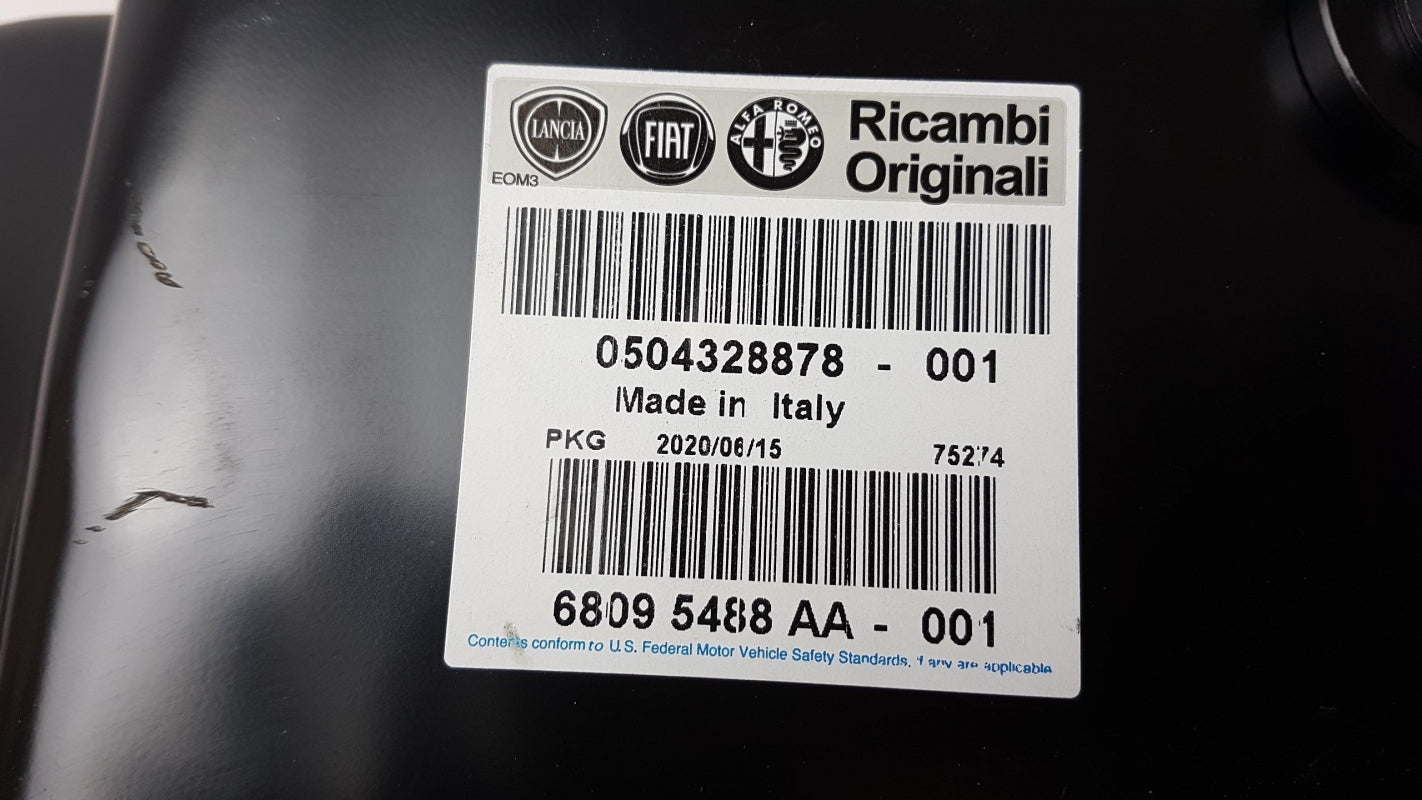 LANCIA
FIAT
ALFA ROMEO
Ricambi
Originali
EOM3
0504328878 - 001
Made in Italy
PKG 2020/06/15 75274
6809 5488 AA - 001
Contents conform to U.S. Federal Motor Vehicle Safety Standards, if any are applicable